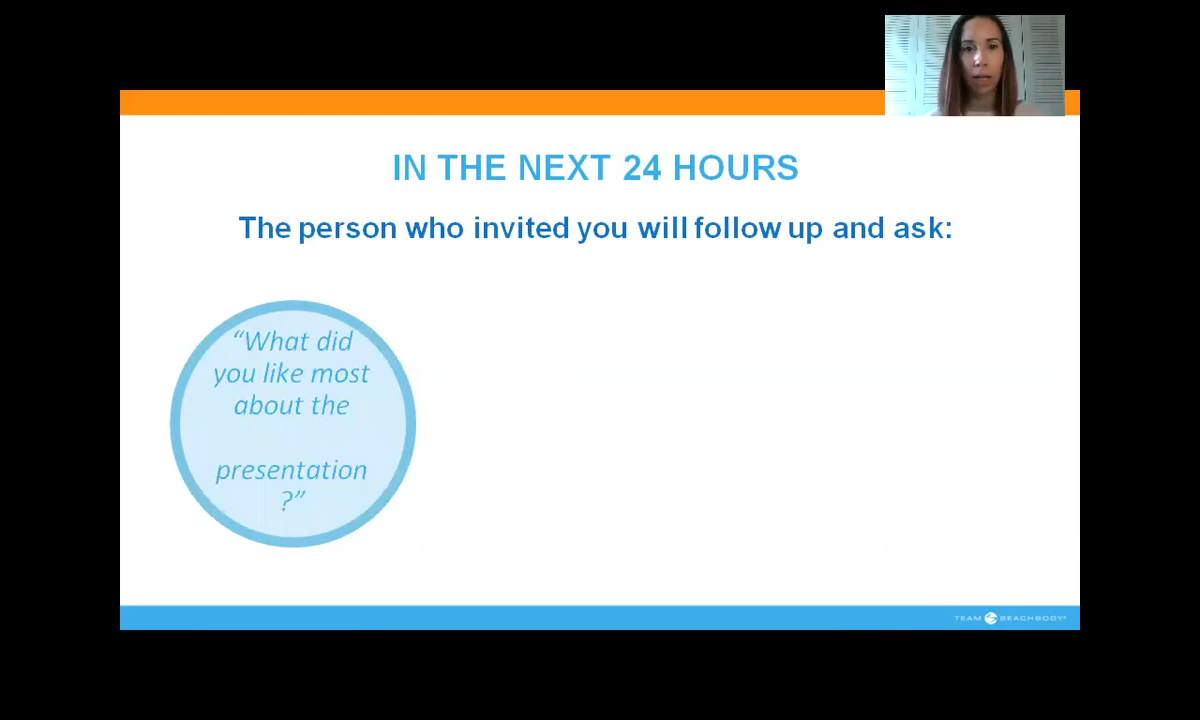 IN THE NEXT 24 HOURS
The person who invited you will follow up and ask:
“What did
you like most
about the
presentation
?”
TEAM BEACHBODY